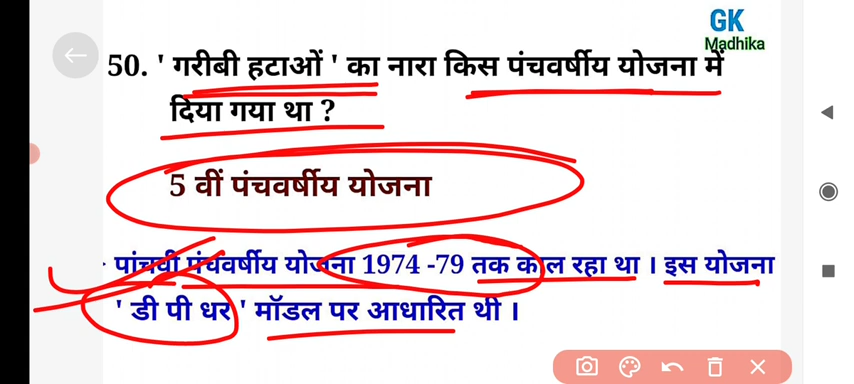 GK
Madhika
50. ' गरीबी हटाओं ' का नारा किस पंचवर्षीय योजना में
दिया गया था ?
5 वीं पंचवर्षीय योजना
पांचवी पंचवर्षीय योजना 1974 -79 तक काल रहा था । इस योजना
' डी पी धर ' मॉडल पर आधारित थी ।